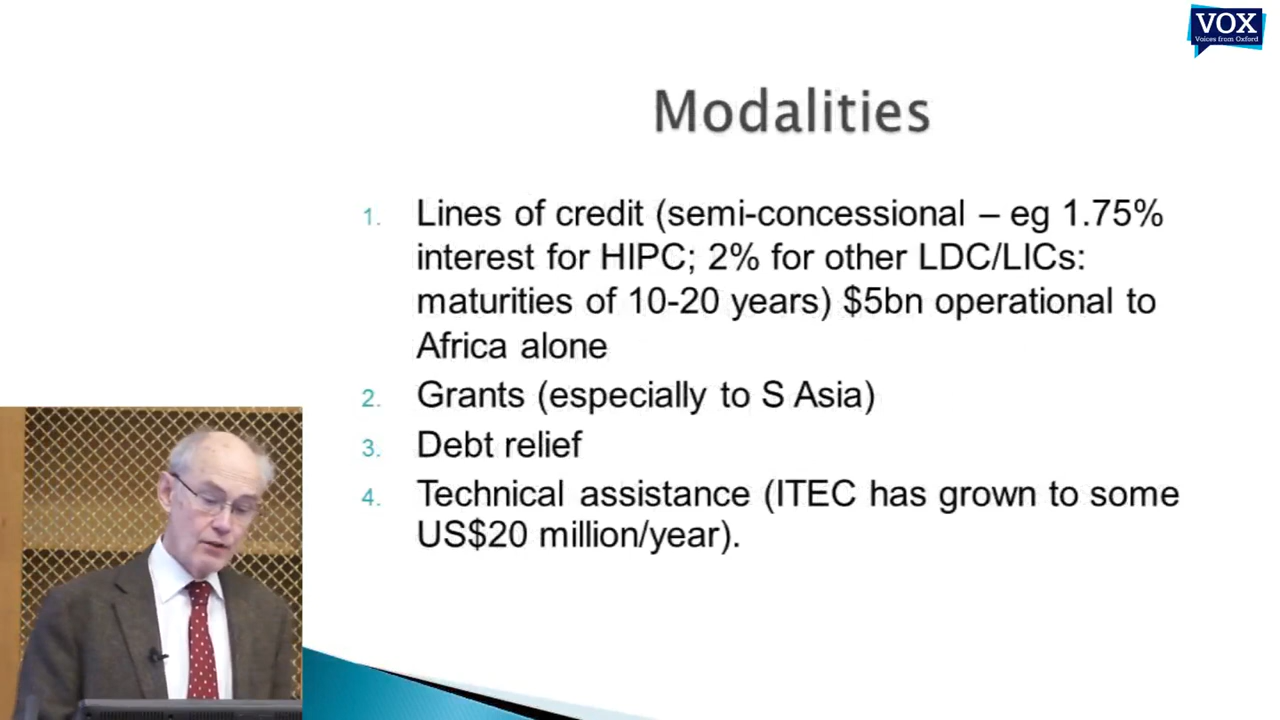 VOX
Voices from Oxford
Modalities
1. Lines of credit (semi-concessional – eg 1.75%
interest for HIPC; 2% for other LDC/LICs:
maturities of 10-20 years) $5bn operational to
Africa alone
2. Grants (especially to S Asia)
3. Debt relief
4. Technical assistance (ITEC has grown to some
US$20 million/year).